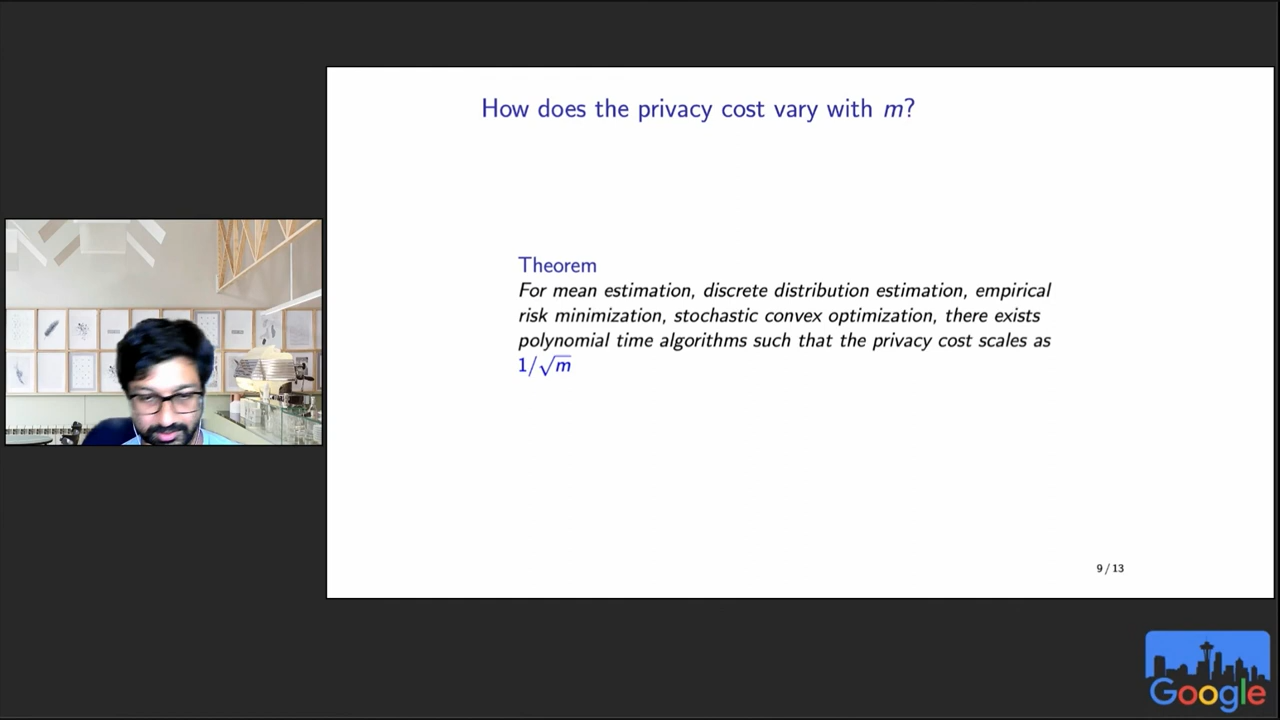 How does the privacy cost vary with m?
Theorem
For mean estimation, discrete distribution estimation, empirical
risk minimization, stochastic convex optimization, there exists
polynomial time algorithms such that the privacy cost scales as
1/√m
9 / 13
Google